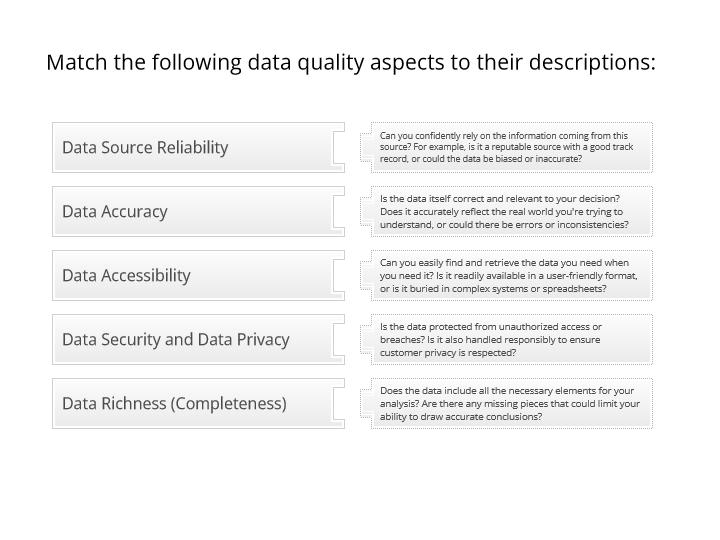 Match the following data quality aspects to their descriptions:
Data Source Reliability
Can you confidently rely on the information coming from this
source? For example, is it a reputable source with a good track
record, or could the data be biased or inaccurate?
Data Accuracy
Is the data itself correct and relevant to your decision?
Does it accurately reflect the real world you're trying to
understand, or could there be errors or inconsistencies?
Data Accessibility
Can you easily find and retrieve the data you need when
you need it? Is it readily available in a user-friendly format,
or is it buried in complex systems or spreadsheets?
Data Security and Data Privacy
Is the data protected from unauthorized access or
breaches? Is it also handled responsibly to ensure
customer privacy is respected?
Data Richness (Completeness)
Does the data include all the necessary elements for your
analysis? Are there any missing pieces that could limit your
ability to draw accurate conclusions?